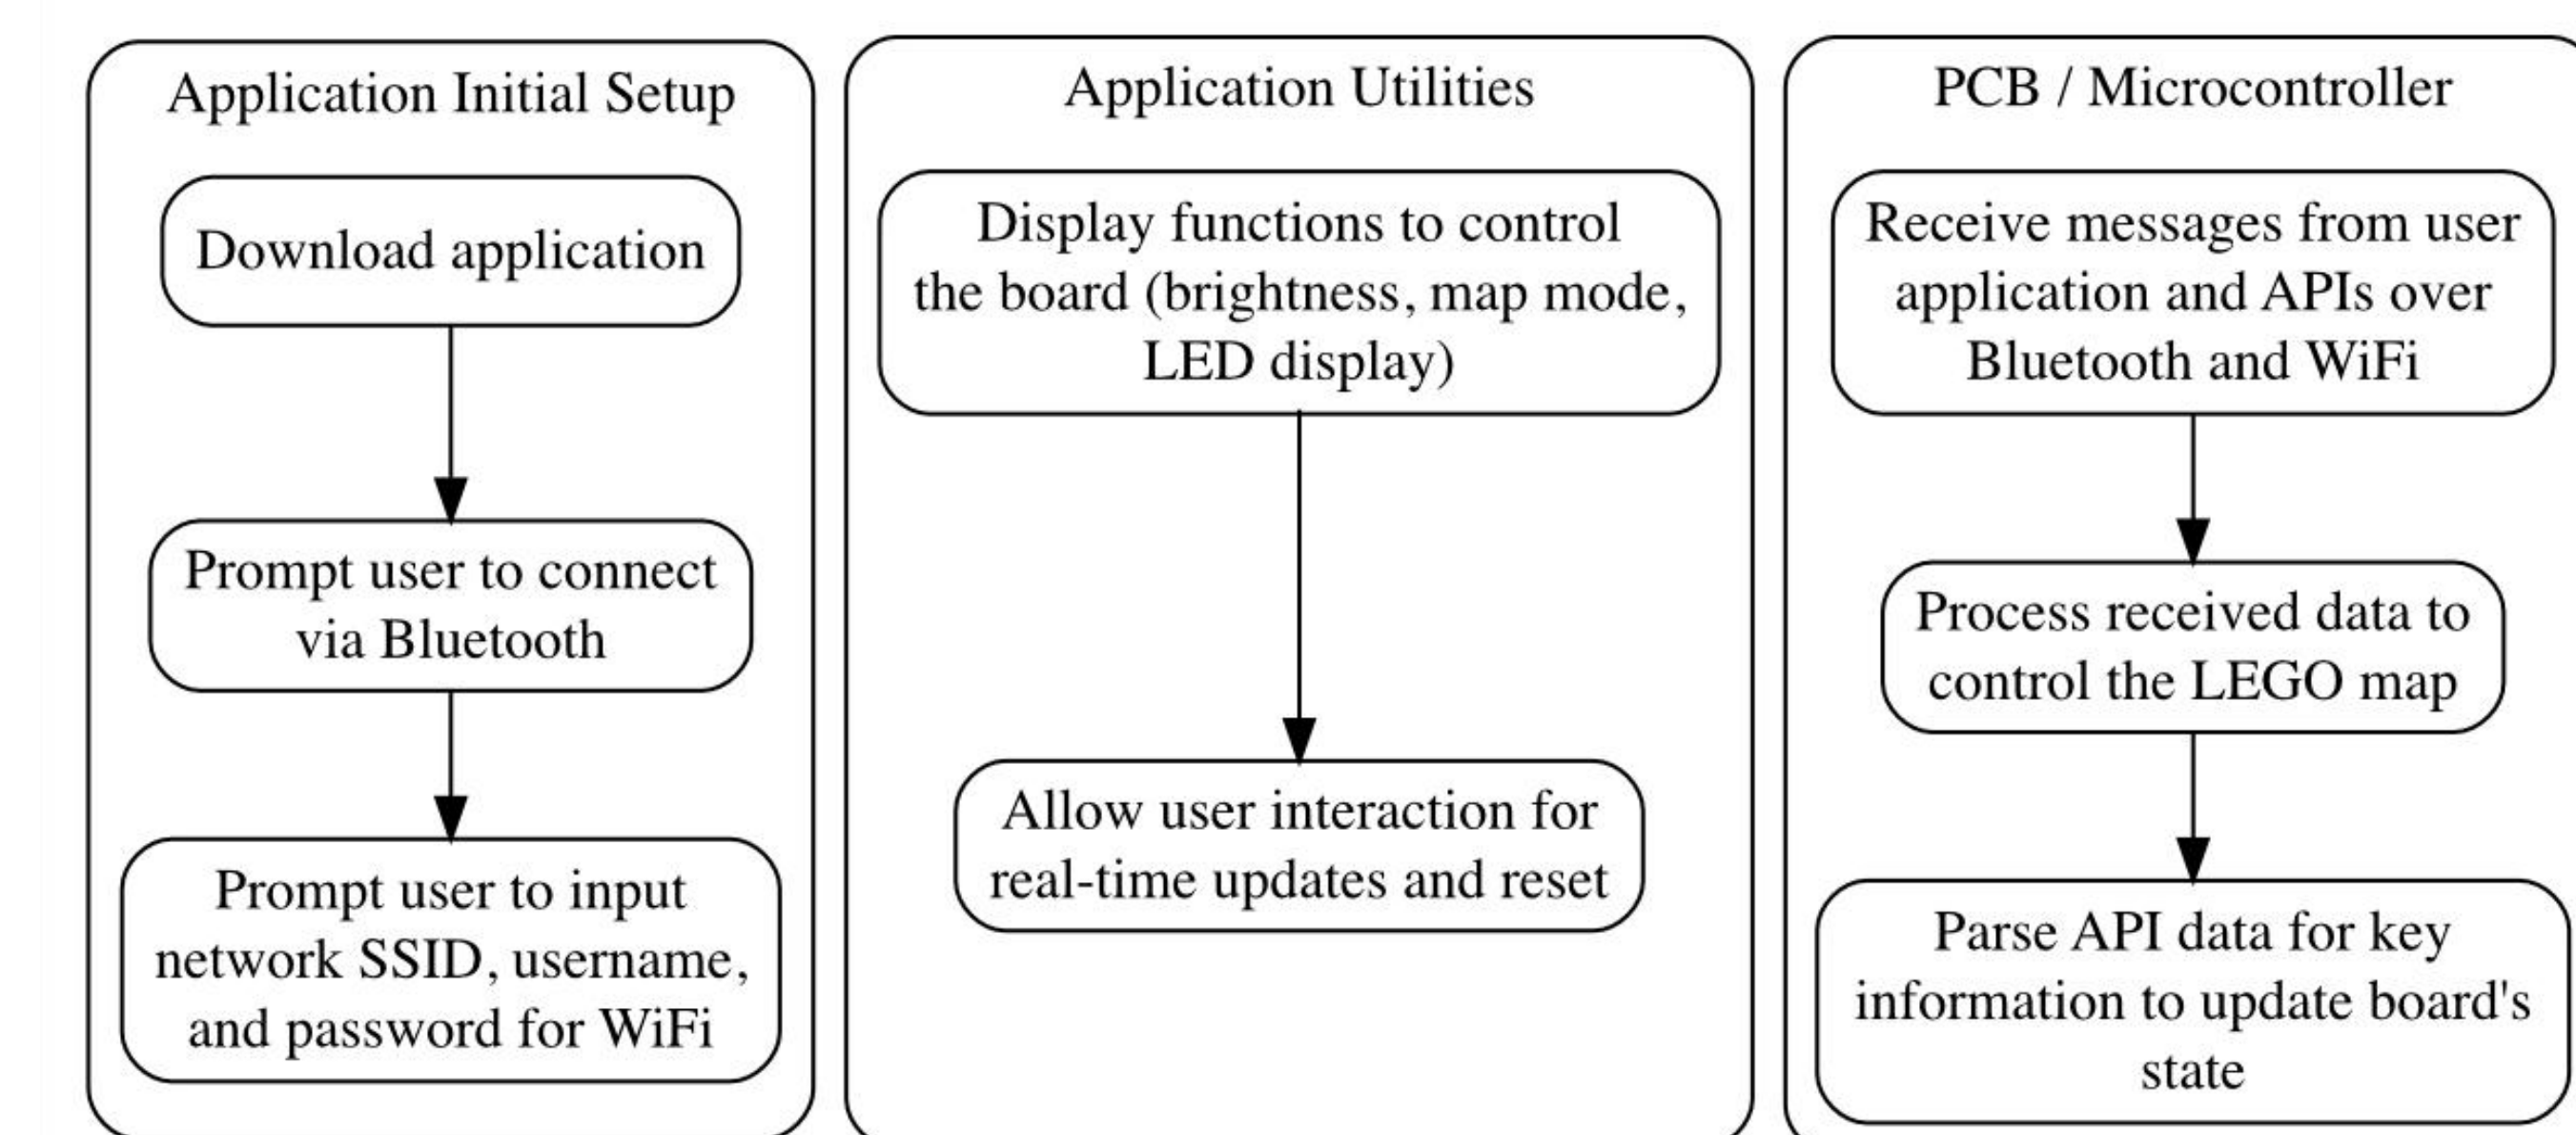 Application Initial Setup
Download application
Prompt user to connect
via Bluetooth
Prompt user to input
network SSID, username,
and password for WiFi
Application Utilities
Display functions to control
the board (brightness, map mode,
LED display)
Allow user interaction for
real-time updates and reset
PCB / Microcontroller
Receive messages from user
application and APIs over
Bluetooth and WiFi
Process received data to
control the LEGO map
Parse API data for key
information to update board's
state